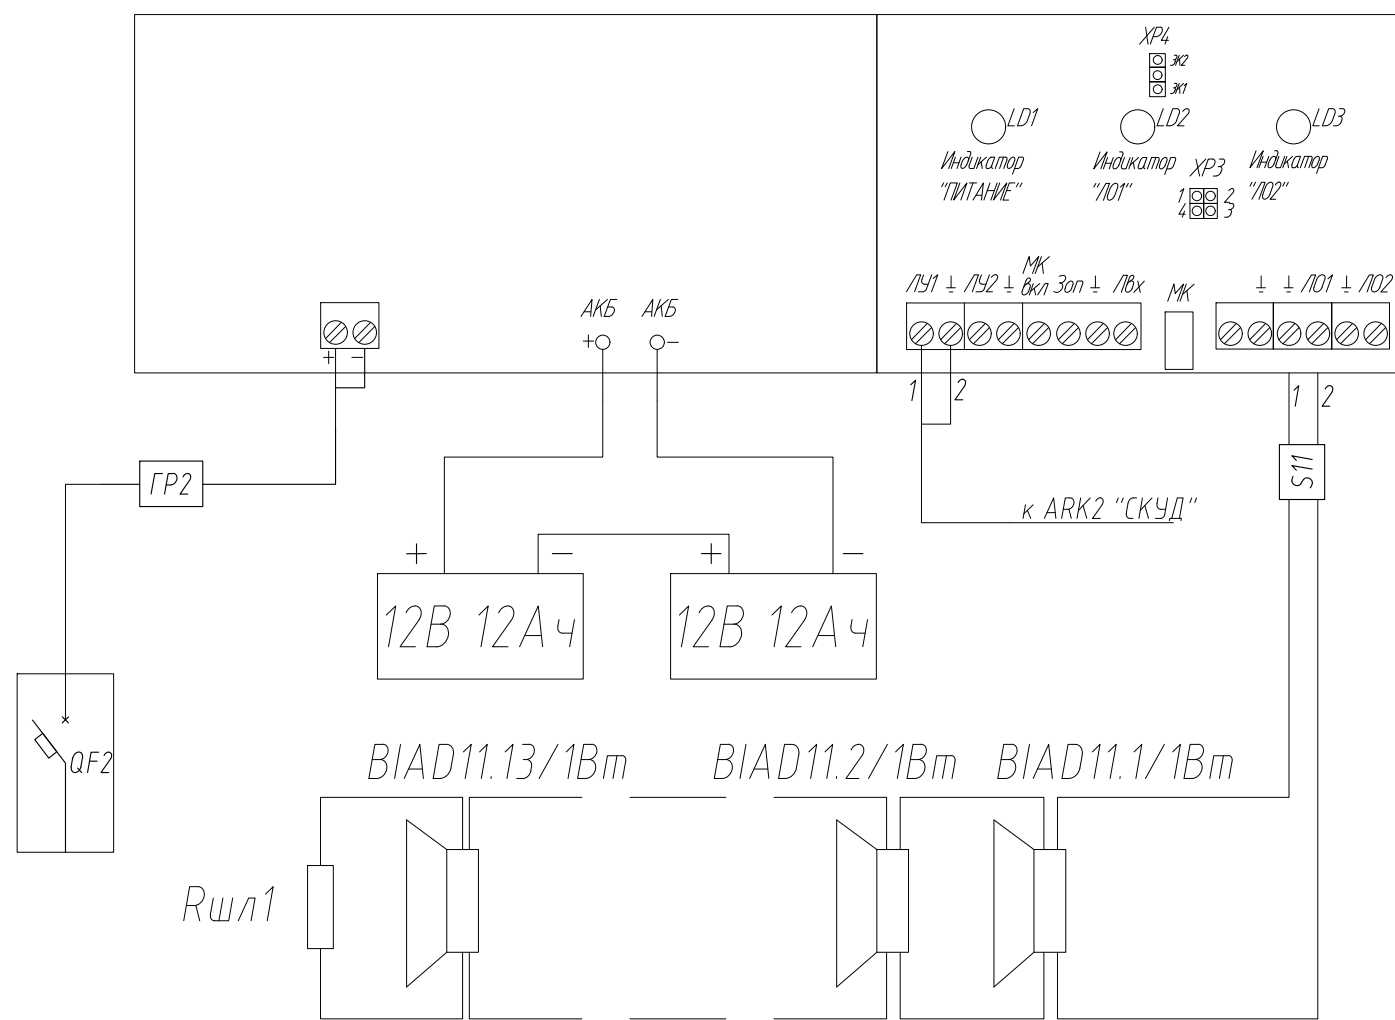 XP4
ЗК2
ЗК1
LD1
LD2
LD3
Индикатор
"ПИТАНИЕ"
Индикатор
"ЛО1"
XP3
1 2
4 3
Индикатор
"ЛО2"
ЛУ1 ⏚ ЛУ2 ⏚ МК вкл Зоп ⏚ Лвх
МК
⏚ ⏚ ЛО1 ⏚ ЛО2
АКБ
АКБ
+
-
+ -
1 2
1 2
ГР2
S11
к ARK2 "СКУД"
+ - + -
12В 12Ач
12В 12Ач
QF2
BIAD11.13/1Вт
BIAD11.2/1Вт
BIAD11.1/1Вт
Rшл1